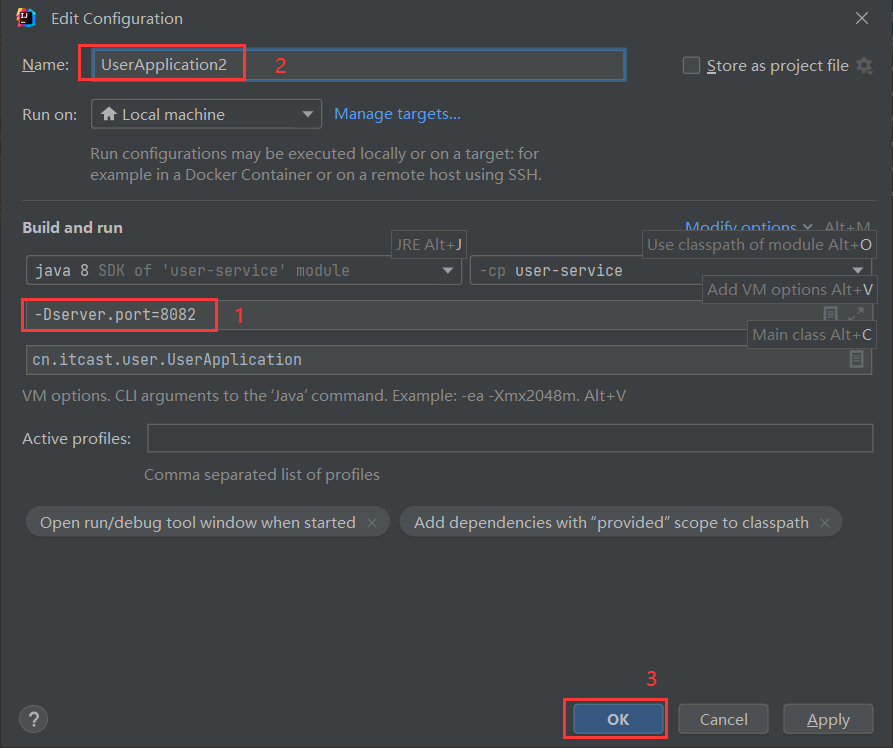 Edit Configuration
Name: UserApplication2 2 Store as project file
Run on: Local machine Manage targets...
Run configurations may be executed locally or on a target: for
example in a Docker Container or on a remote host using SSH.
Build and run Modify options Alt+M
JRE Alt+J Use classpath of module Alt+O
java 8 SDK of 'user-service' module -cp user-service
Add VM options Alt+V
-Dserver.port=8082 1
Main class Alt+C
cn.itcast.user.UserApplication
VM options. CLI arguments to the ‘Java’ command. Example: -ea -Xmx2048m. Alt+V
Active profiles:
Comma separated list of profiles
Open run/debug tool window when started × Add dependencies with “provided” scope to classpath ×
3
? OK Cancel Apply